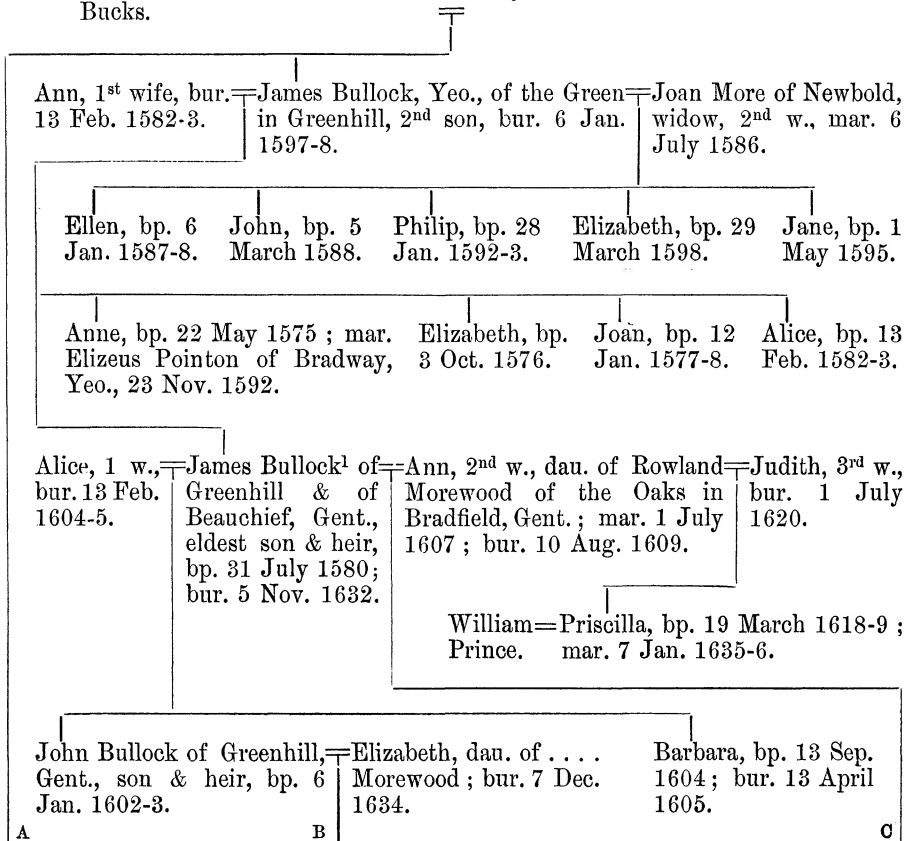 Bucks.
Ann, 1st wife, bur.=James Bullock, Yeo., of the Green=Joan More of Newbold,
13 Feb. 1582-3. in Greenhill, 2nd son, bur. 6 Jan. widow, 2nd w., mar. 6
1597-8. July 1586.
Ellen, bp. 6 John, bp. 5 Philip, bp. 28 Elizabeth, bp. 29 Jane, bp. 1
Jan. 1587-8. March 1588. Jan. 1592-3. March 1598. May 1595.
Anne, bp. 22 May 1575 ; mar. Elizabeth, bp. Joan, bp. 12 Alice, bp. 13
Elizeus Pointon of Bradway, 3 Oct. 1576. Jan. 1577-8. Feb. 1582-3.
Yeo., 23 Nov. 1592.
Alice, 1 w.,=James Bullock1 of=Ann, 2nd w., dau. of Rowland=Judith, 3rd w.,
bur. 13 Feb. Greenhill & of Morewood of the Oaks in bur. 1 July
1604-5. Beauchief, Gent., Bradfield, Gent. ; mar. 1 July 1620.
eldest son & heir, 1607 ; bur. 10 Aug. 1609.
bp. 31 July 1580;
bur. 5 Nov. 1632.
William=Priscilla, bp. 19 March 1618-9 ;
Prince. mar. 7 Jan. 1635-6.
John Bullock of Greenhill,=Elizabeth, dau. of . . . . Barbara, bp. 13 Sep.
Gent., son & heir, bp. 6 Morewood ; bur. 7 Dec. 1604 ; bur. 13 April
Jan. 1602-3. 1634. 1605.
A B C